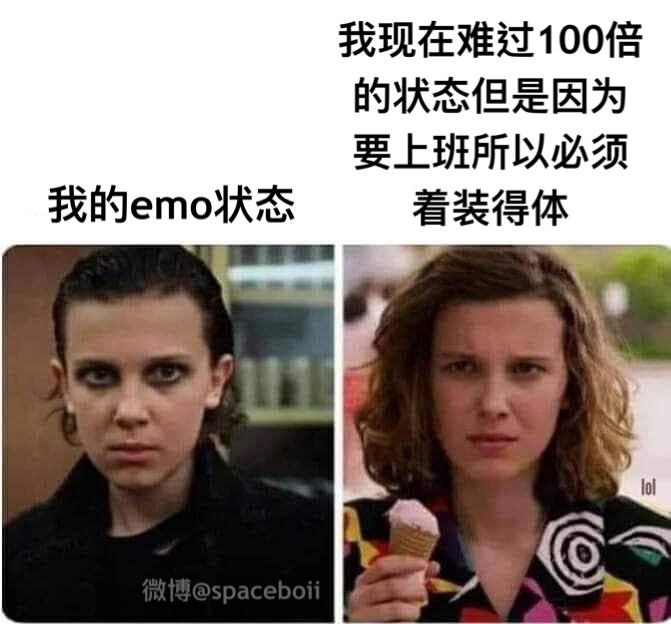 我的emo状态
我现在难过100倍
的状态但是因为
要上班所以必须
着装得体
lol
微博@spaceboii